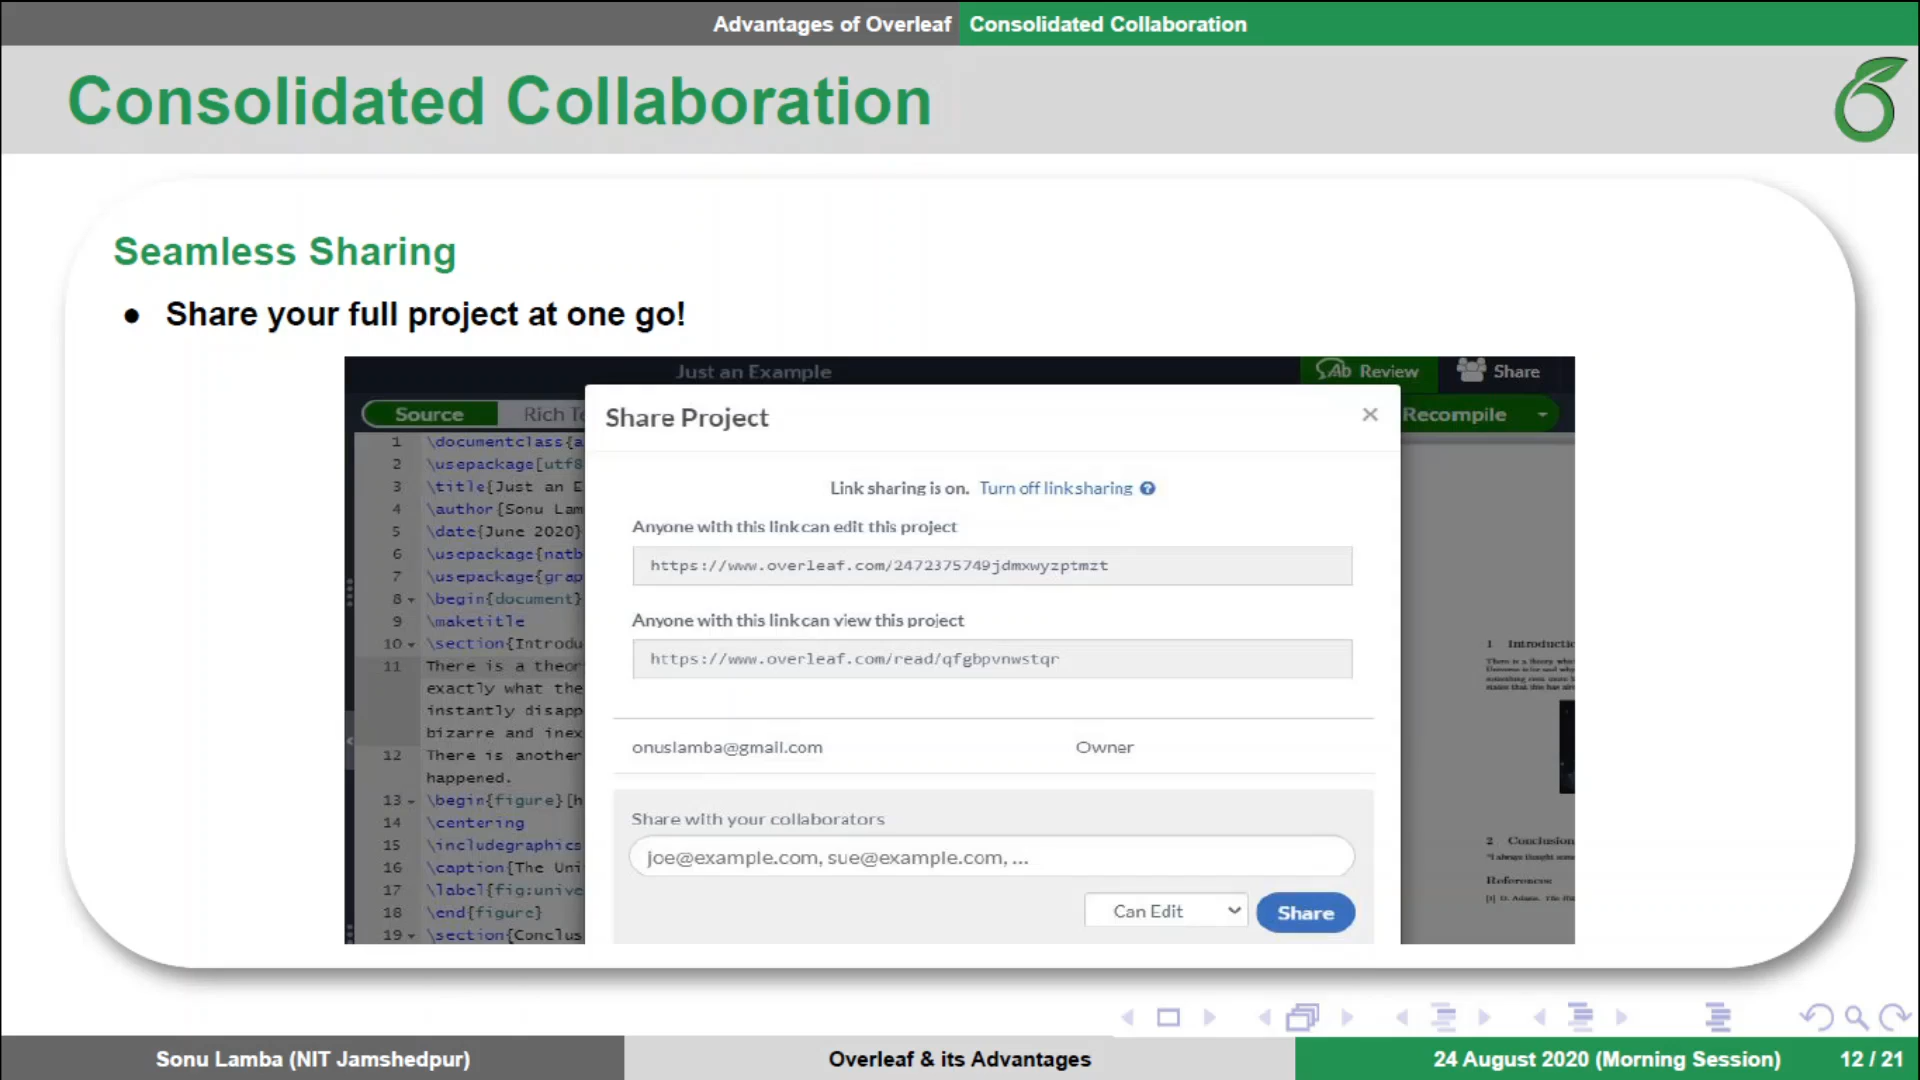 Advantages of Overleaf Consolidated Collaboration
Consolidated Collaboration
Seamless Sharing
● Share your full project at one go!
Just an Example Review Share
Source Rich Recompile
Share Project ×
1 \documentclass{a
2 \usepackage[utf8
3 \title{Just an E
4 \author{Sonu Lam
5 \date{June 2020}
6 \usepackage{natb
7 \usepackage{grap
8 \begin{document}
9 \maketitle
10 \section{Introdu
11 There is a theor
exactly what the
instantly disapp
bizarre and inex
12 There is another
happened.
13 \begin{figure}[h
14 \centering
15 \includegraphics
16 \caption{The Uni
17 \label{fig:unive
18 \end{figure}
19 \section{Conclus
Link sharing is on. Turn off link sharing
Anyone with this link can edit this project
https://www.overleaf.com/2472375749jdmxwyzptmzt
Anyone with this link can view this project
https://www.overleaf.com/read/qfgbpvnwstqr
onuslamba@gmail.com Owner
Share with your collaborators
joe@example.com, sue@example.com, ...
Can Edit Share
1 Introductio
2 Conclusion
References
Sonu Lamba (NIT Jamshedpur) Overleaf & its Advantages 24 August 2020 (Morning Session) 12 / 21